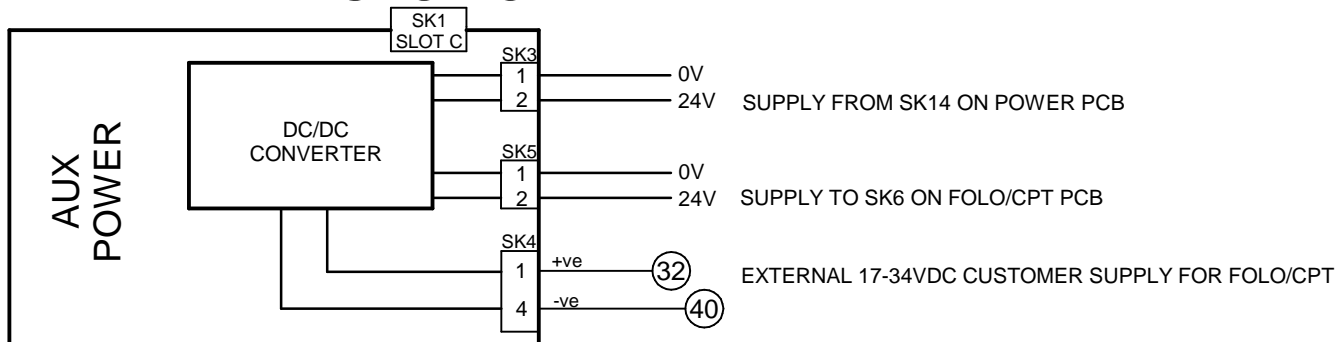 SK1
SLOT C
AUX
POWER
DC/DC
CONVERTER
SK3
1
2
0V
24V
SUPPLY FROM SK14 ON POWER PCB
SK5
1
2
0V
24V
SUPPLY TO SK6 ON FOLO/CPT PCB
SK4
1
4
+ve
32
-ve
40
EXTERNAL 17-34VDC CUSTOMER SUPPLY FOR FOLO/CPT